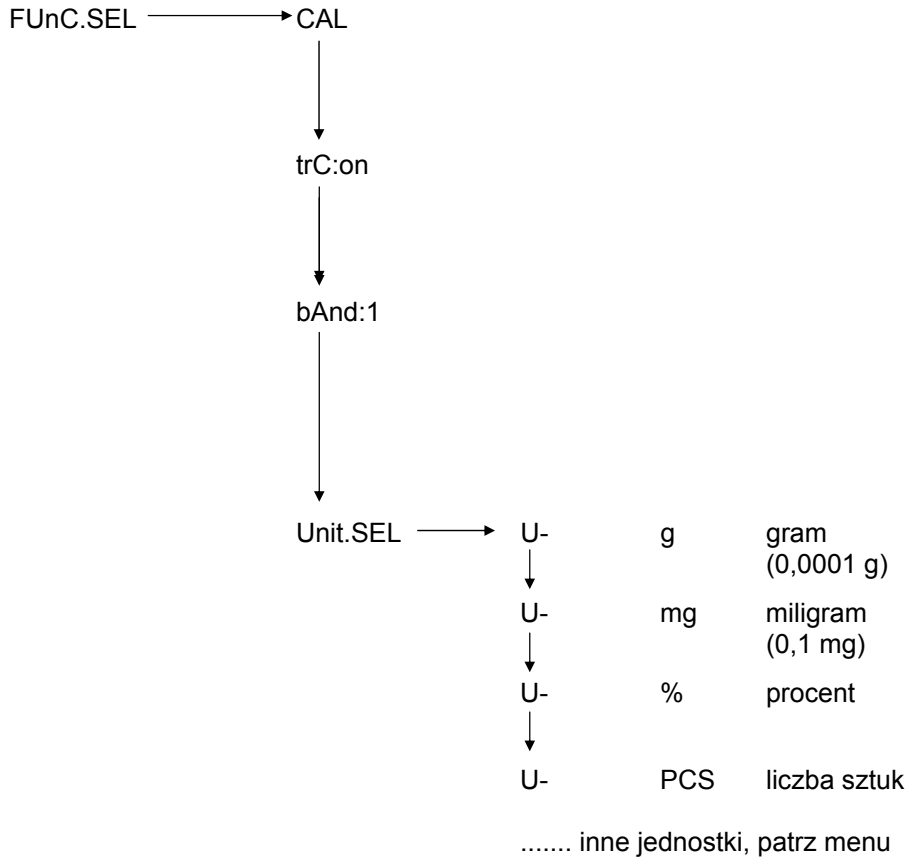 FUnC.SEL CAL
trC:on
bAnd:1
Unit.SEL U- g gram
(0,0001 g)
U- mg miligram
(0,1 mg)
U- % procent
U- PCS liczba sztuk
....... inne jednostki, patrz menu